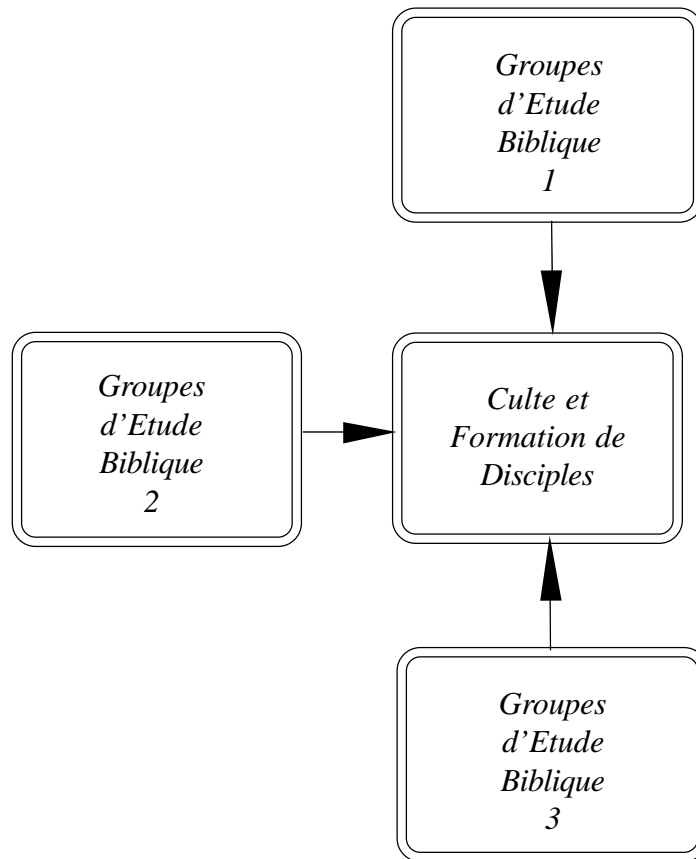 Groupes
d’Etude
Biblique
1
Groupes
d’Etude
Biblique
2
Culte et
Formation de
Disciples
Groupes
d’Etude
Biblique
3